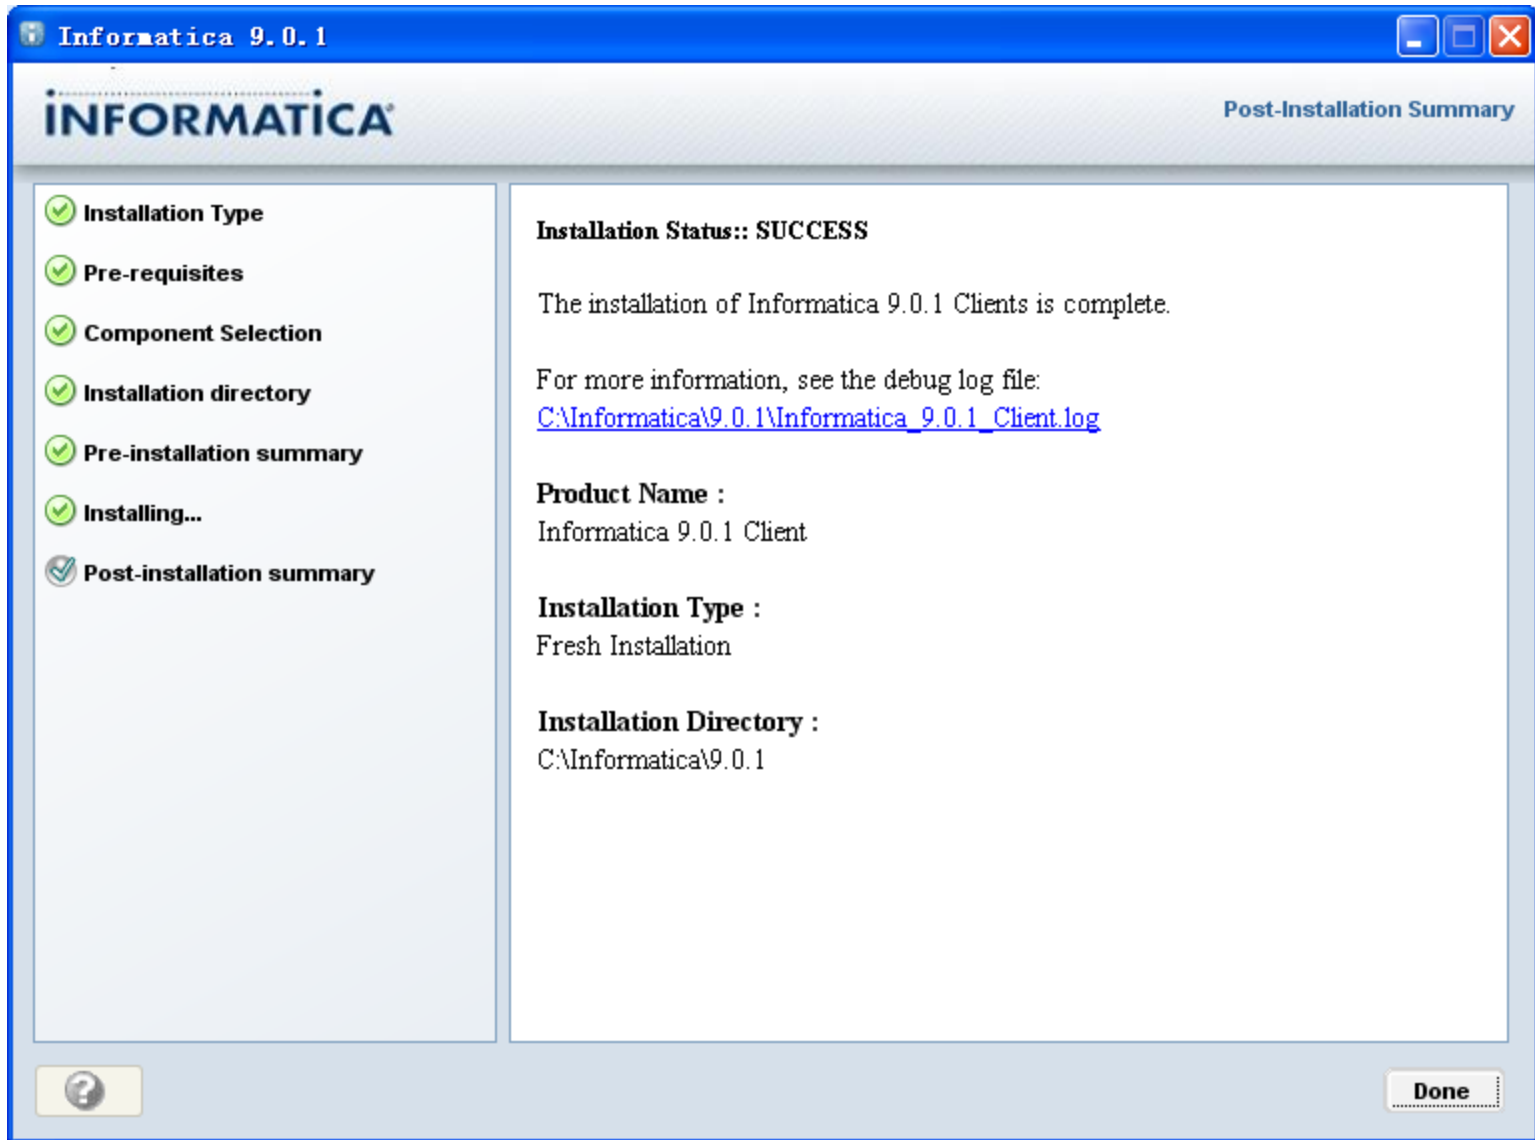 Informatica 9.0.1
INFORMATICA®
Post-Installation Summary
Installation Type
Pre-requisites
Component Selection
Installation directory
Pre-installation summary
Installing...
Post-installation summary
Installation Status:: SUCCESS
The installation of Informatica 9.0.1 Clients is complete.
For more information, see the debug log file:
C:\Informatica\9.0.1\Informatica_9.0.1_Client.log
Product Name :
Informatica 9.0.1 Client
Installation Type :
Fresh Installation
Installation Directory :
C:\Informatica\9.0.1
Done